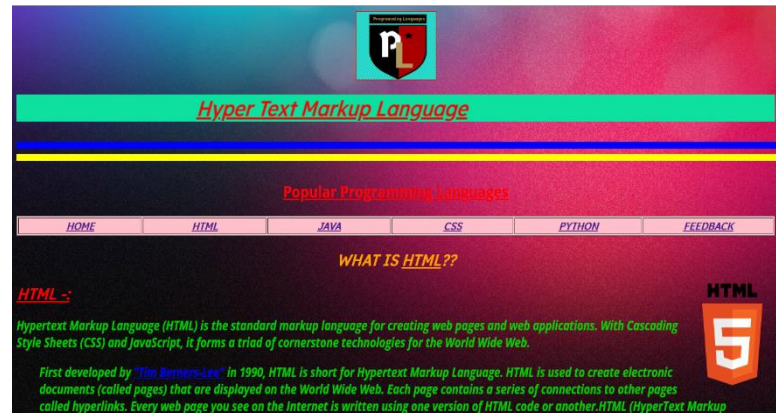 Programming Languages
PL
Hyper Text Markup Language
Popular Programming Languages
HOME HTML JAVA CSS PYTHON FEEDBACK
WHAT IS HTML??
HTML -:
HTML
5
Hypertext Markup Language (HTML) is the standard markup language for creating web pages and web applications. With Cascading
Style Sheets (CSS) and JavaScript, it forms a triad of cornerstone technologies for the World Wide Web.
First developed by "Tim Berners-Lee" in 1990, HTML is short for Hypertext Markup Language. HTML is used to create electronic
documents (called pages) that are displayed on the World Wide Web. Each page contains a series of connections to other pages
called hyperlinks. Every web page you see on the Internet is written using one version of HTML code or another.HTML (HyperText Markup